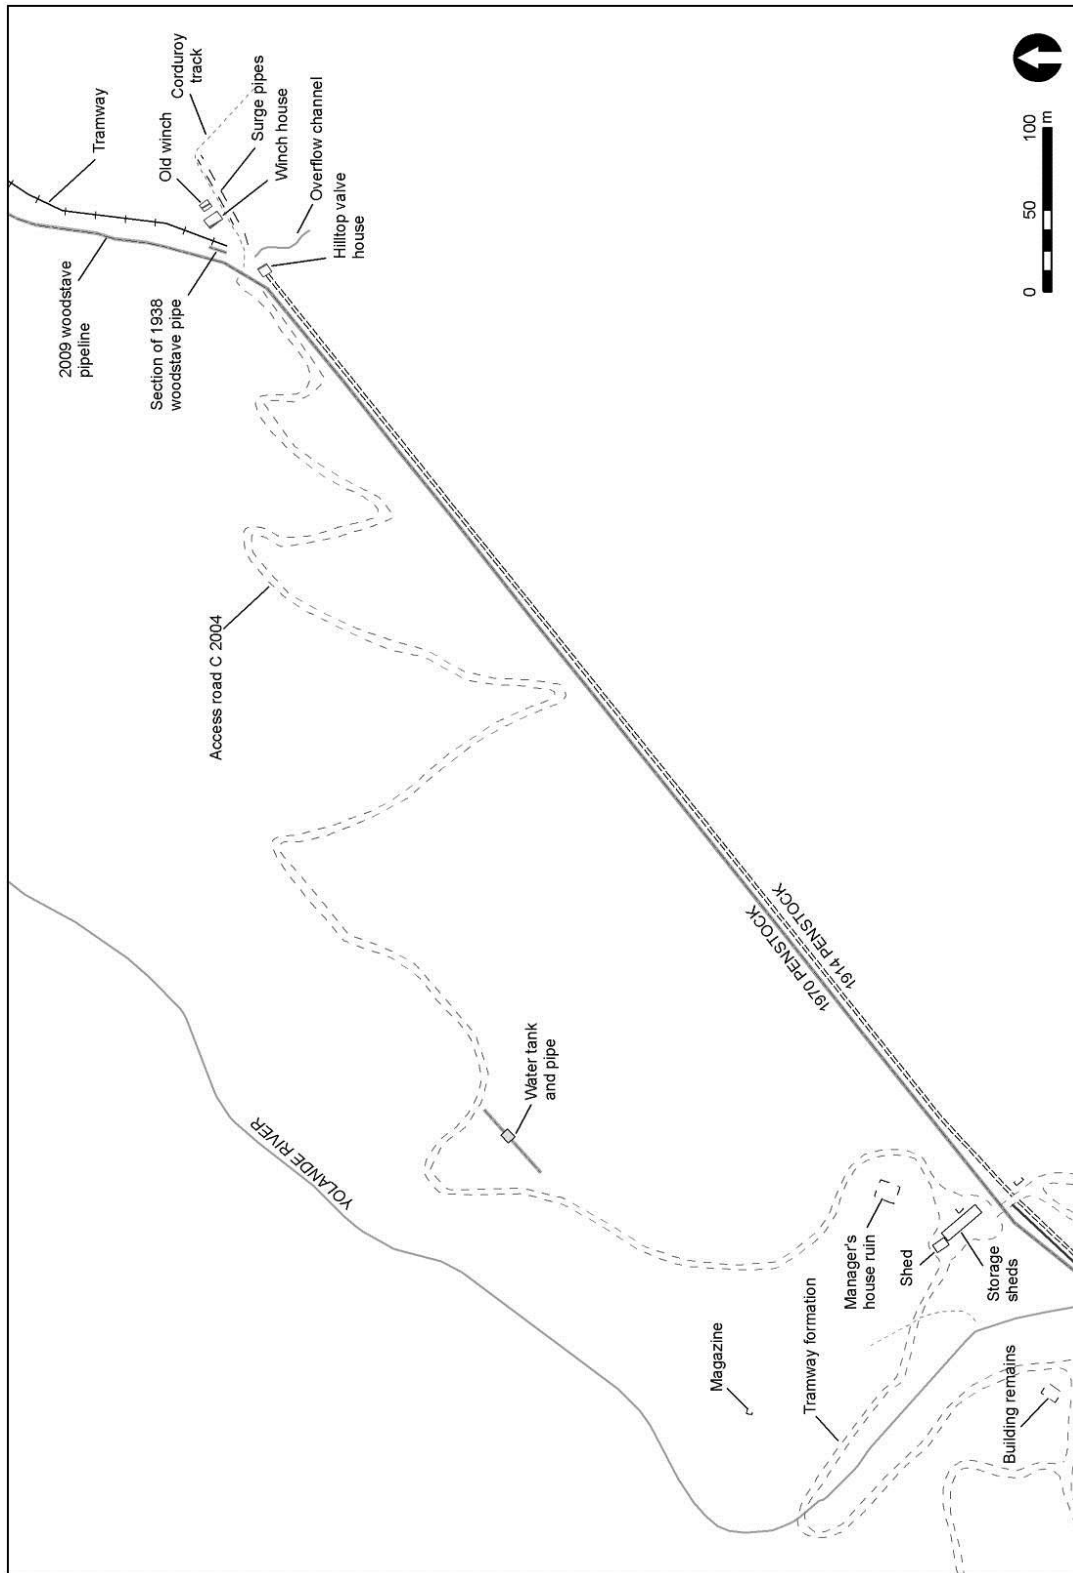 Tramway
Corduroy
track
Old winch
Surge pipes
Winch house
Overflow channel
Hilltop valve
house
2009 woodstave
pipeline
Section of 1938
woodstave pipe
Access road C 2004
0
50
100
m
1970 PENSTOCK
1914 PENSTOCK
YOLANDE RIVER
Water tank
and pipe
Manager's
house ruin
Shed
Storage
sheds
Magazine
Tramway formation
Building remains